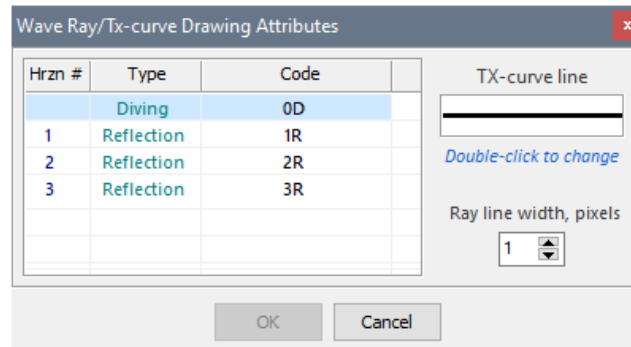 Wave Ray/Tx-curve Drawing Attributes
x
Hrzn # Type Code
Diving 0D
1 Reflection 1R
2 Reflection 2R
3 Reflection 3R
TX-curve line
Double-click to change
Ray line width, pixels
1
OK Cancel